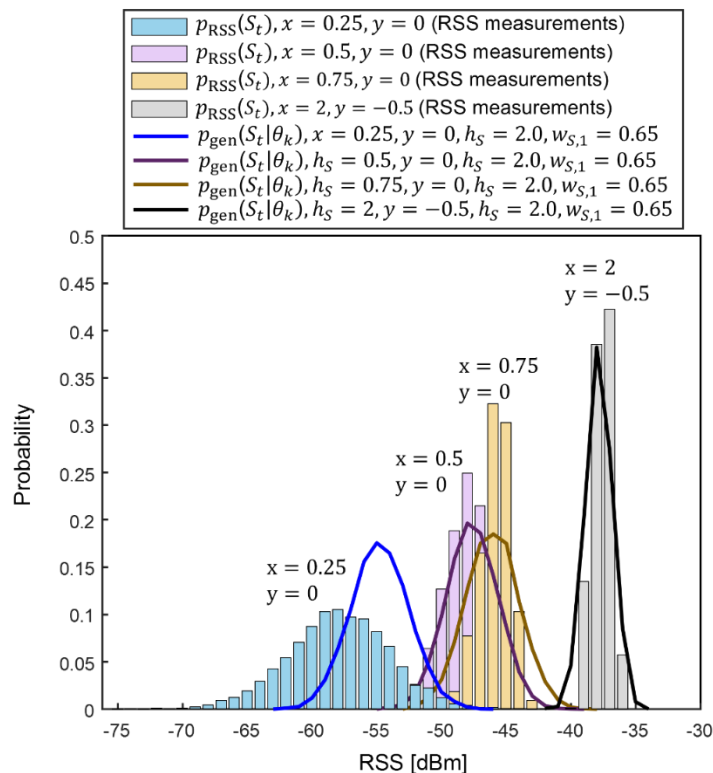 p_RSS(S_t), x = 0.25, y = 0 (RSS measurements)
p_RSS(S_t), x = 0.5, y = 0 (RSS measurements)
p_RSS(S_t), x = 0.75, y = 0 (RSS measurements)
p_RSS(S_t), x = 2, y = −0.5 (RSS measurements)
p_gen(S_t|θ_k), x = 0.25, y = 0, h_S = 2.0, w_S,1 = 0.65
p_gen(S_t|θ_k), h_S = 0.5, y = 0, h_S = 2.0, w_S,1 = 0.65
p_gen(S_t|θ_k), h_S = 0.75, y = 0, h_S = 2.0, w_S,1 = 0.65
p_gen(S_t|θ_k), h_S = 2, y = −0.5, h_S = 2.0, w_S,1 = 0.65
0.5
0.45
0.4
0.35
0.3
0.25
0.2
0.15
0.1
0.05
0
Probability
x = 2
y = −0.5
x = 0.75
y = 0
x = 0.5
y = 0
x = 0.25
y = 0
-75 -70 -65 -60 -55 -50 -45 -40 -35 -30
RSS [dBm]